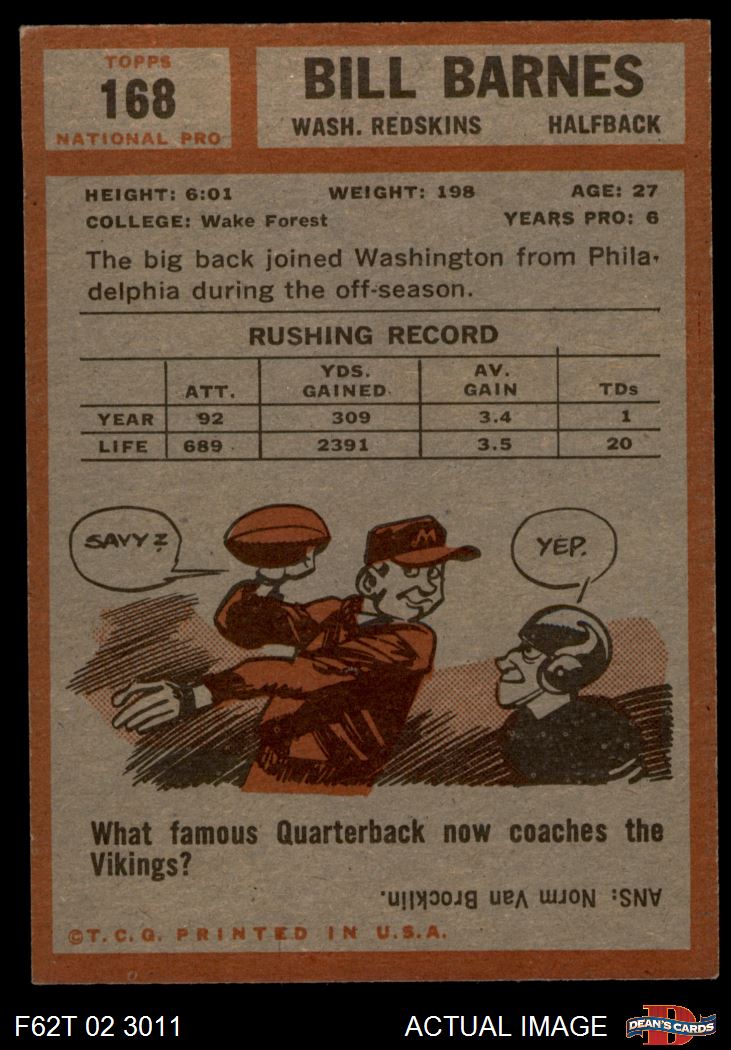 TOPPS
168
NATIONAL PRO
BILL BARNES
WASH. REDSKINS HALFBACK
HEIGHT: 6:01 WEIGHT: 198 AGE: 27
COLLEGE: Wake Forest YEARS PRO: 6
The big back joined Washington from Phila-
delphia during the off-season.
RUSHING RECORD
ATT. YDS. GAINED AV. GAIN TDs
YEAR 92 309 3.4 1
LIFE 689 2391 3.5 20
SAVY?
M
YEP.
What famous Quarterback now coaches the
Vikings?
ANS: Norm Van Brocklin.
©T.C.G. PRINTED IN U.S.A.
F62T 02 3011 ACTUAL IMAGE D DEAN'S CARDS